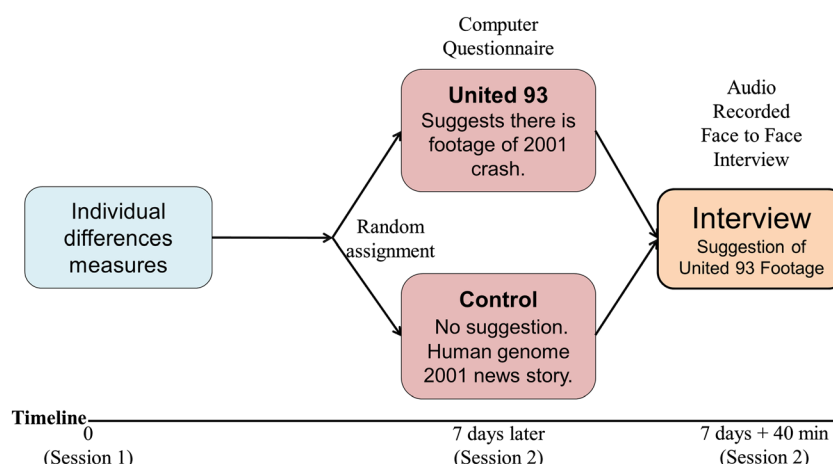 Computer
Questionnaire
United 93
Suggests there is
footage of 2001
crash.
Audio
Recorded
Face to Face
Interview
Individual
differences
measures
Random
assignment
Interview
Suggestion of
United 93 Footage
Control
No suggestion.
Human genome
2001 news story.
Timeline
0
(Session 1)
7 days later
(Session 2)
7 days + 40 min
(Session 2)